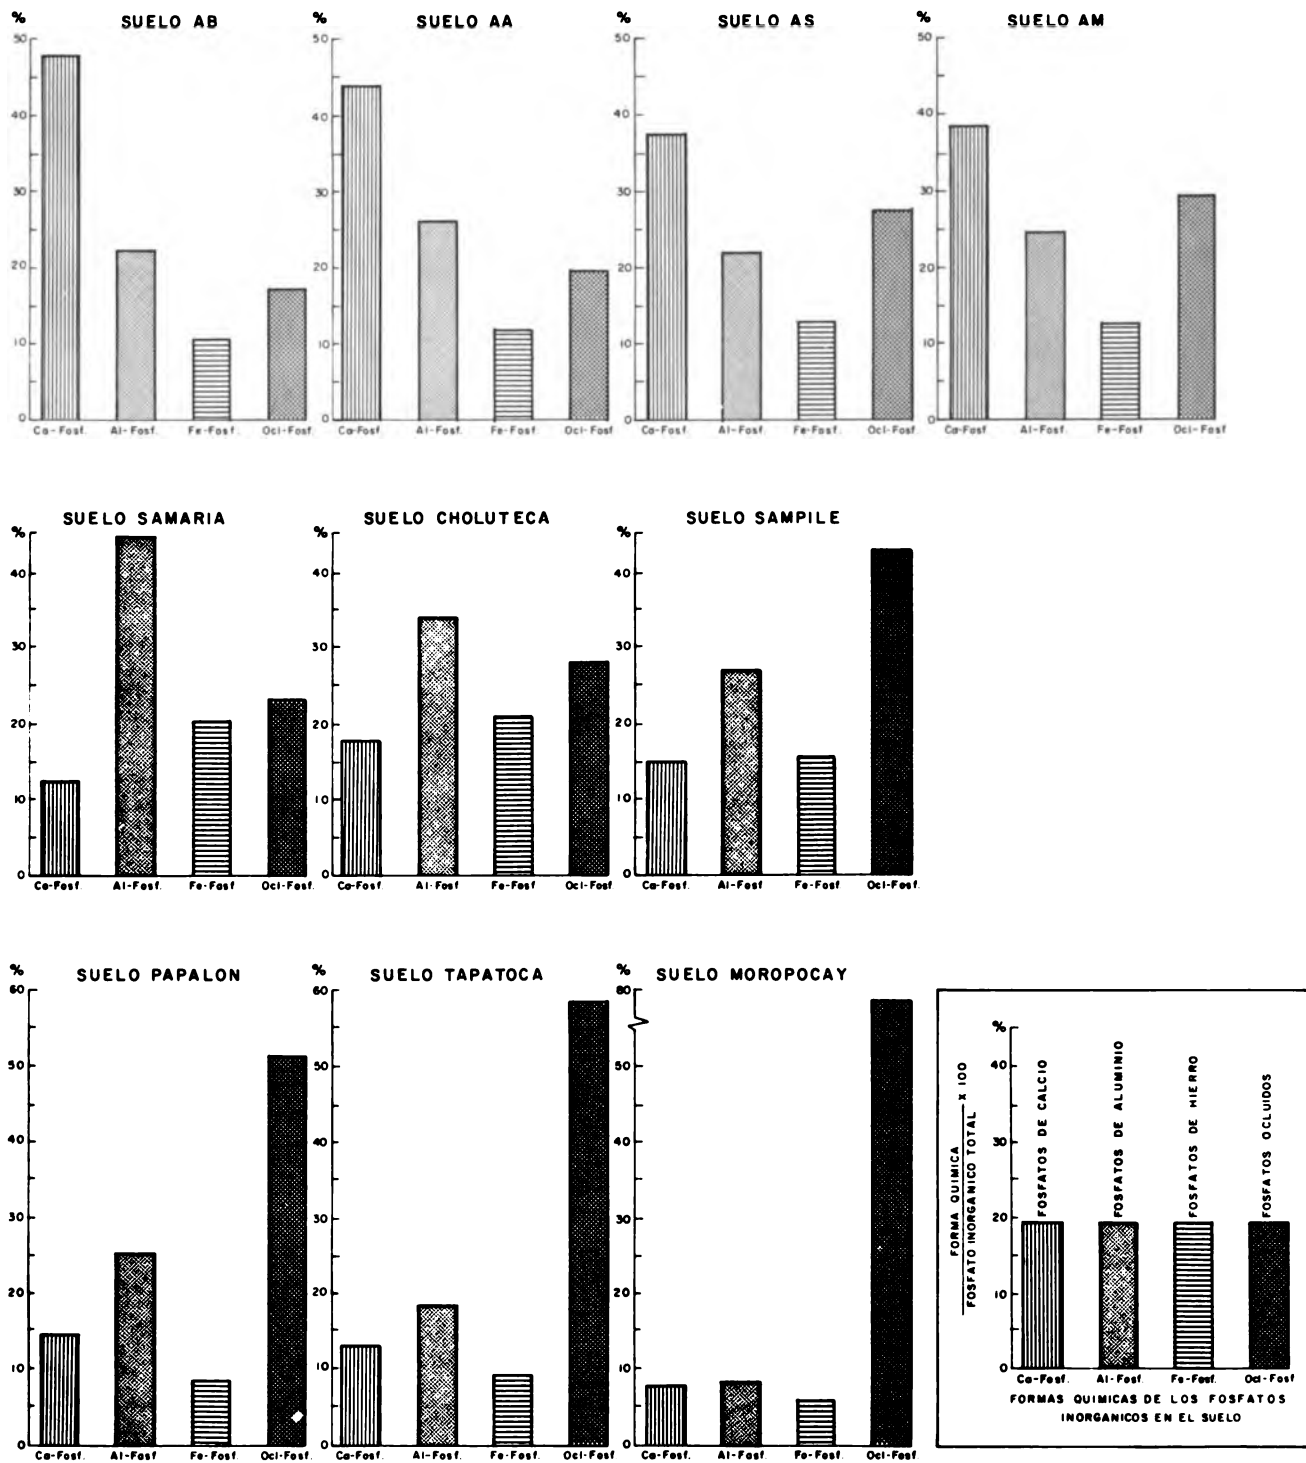 % SUELO AB
50
40
30
20
10
0
Ca-Fosf. Al-Fosf. Fe-Fosf. Ocl-Fosf.
% SUELO AA
50
40
30
20
10
0
Ca-Fosf. Al-Fosf. Fe-Fosf. Ocl-Fosf.
% SUELO AS
50
40
30
20
10
0
Ca-Fosf. Al-Fosf. Fe-Fosf. Ocl-Fosf.
% SUELO AM
50
40
30
20
10
0
Ca-Fosf Al-Fosf. Fe-Fosf. Ocl-Fosf
% SUELO SAMARIA
40
30
20
10
0
Ca-Fosf. Al-Fosf. Fe-Fosf Ocl-Fosf.
% SUELO CHOLUTECA
40
30
20
10
0
Ca-Fosf. Al-Fosf. Fe-Fosf. Ocl-Fosf.
% SUELO SAMPILE
40
30
20
10
0
Ca-Fosf. Al-Fosf. Fe-Fosf. Ocl-Fosf.
% SUELO PAPALON
60
50
40
30
20
10
0
Ca-Fosf. Al-Fosf Fe-Fosf. Ocl-Fosf.
% SUELO TAPATOCA
60
50
40
30
20
10
0
Ca-Fosf. Al-Fosf. Fe-Fosf. Ocl-Fosf.
% SUELO MOROPOCAY
80
50
40
30
20
10
0
Ca-Fosf. Al-Fosf. Fe-Fosf. Ocl-Fosf.
FORMA QUIMICA
FOSFATO INORGANICO TOTAL
X 100
%
40
30
20
10
0
FOSFATOS DE CALCIO
FOSFATOS DE ALUMINIO
FOSFATOS DE HIERRO
FOSFATOS OCLUIDOS
Ca-Fosf. Al-Fosf. Fe-Fosf. Ocl-Fosf
FORMAS QUIMICAS DE LOS FOSFATOS
INORGANICOS EN EL SUELO